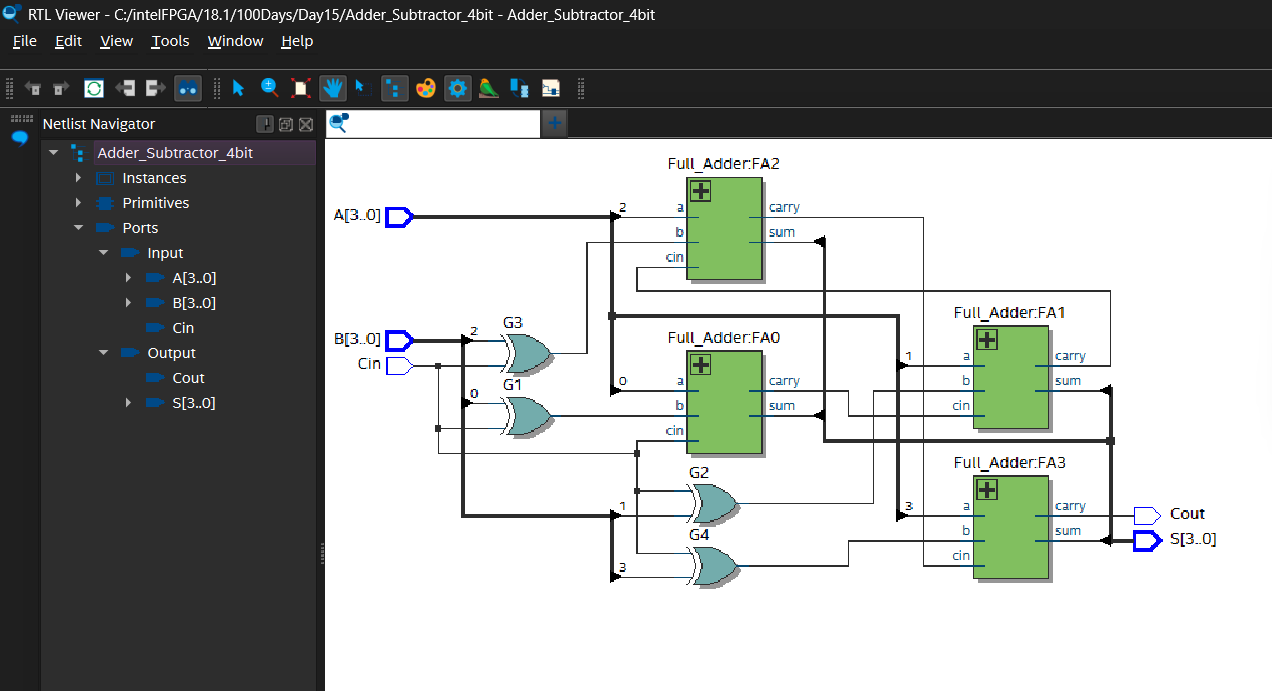 RTL Viewer - C:/intelFPGA/18.1/100Days/Day15/Adder_Subtractor_4bit - Adder_Subtractor_4bit
File Edit View Tools Window Help
Netlist Navigator
Adder_Subtractor_4bit
Instances
Primitives
Ports
Input
A[3..0]
B[3..0]
Cin
Output
Cout
S[3..0]
Full_Adder:FA2
A[3..0]
2
a
b
cin
carry
sum
B[3..0]
Cin
2
G3
0
G1
Full_Adder:FA0
0
a
b
cin
carry
sum
Full_Adder:FA1
1
a
b
cin
carry
sum
G2
1
G4
3
Full_Adder:FA3
3
a
b
cin
carry
sum
Cout
S[3..0]